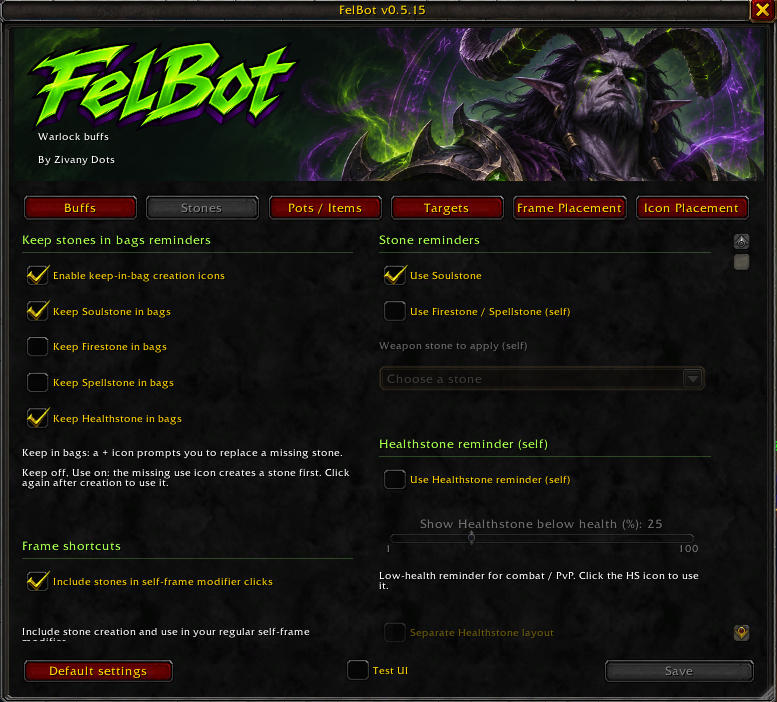 FelBot v0.5.15
FelBot
Warlock buffs
By Zivany Dots
Buffs
Stones
Pots / Items
Targets
Frame Placement
Icon Placement
Keep stones in bags reminders
Enable keep-in-bag creation icons
Keep Soulstone in bags
Keep Firestone in bags
Keep Spellstone in bags
Keep Healthstone in bags
Keep in bags: a + icon prompts you to replace a missing stone.
Keep off, Use on: the missing use icon creates a stone first. Click
again after creation to use it.
Frame shortcuts
Include stones in self-frame modifier clicks
Include stone creation and use in your regular self-frame
Stone reminders
Use Soulstone
Use Firestone / Spellstone (self)
Weapon stone to apply (self)
Choose a stone
Healthstone reminder (self)
Use Healthstone reminder (self)
Show Healthstone below health (%): 25
1
100
Low-health reminder for combat / PvP. Click the HS icon to use
it.
Separate Healthstone layout
Default settings
Test UI
Save